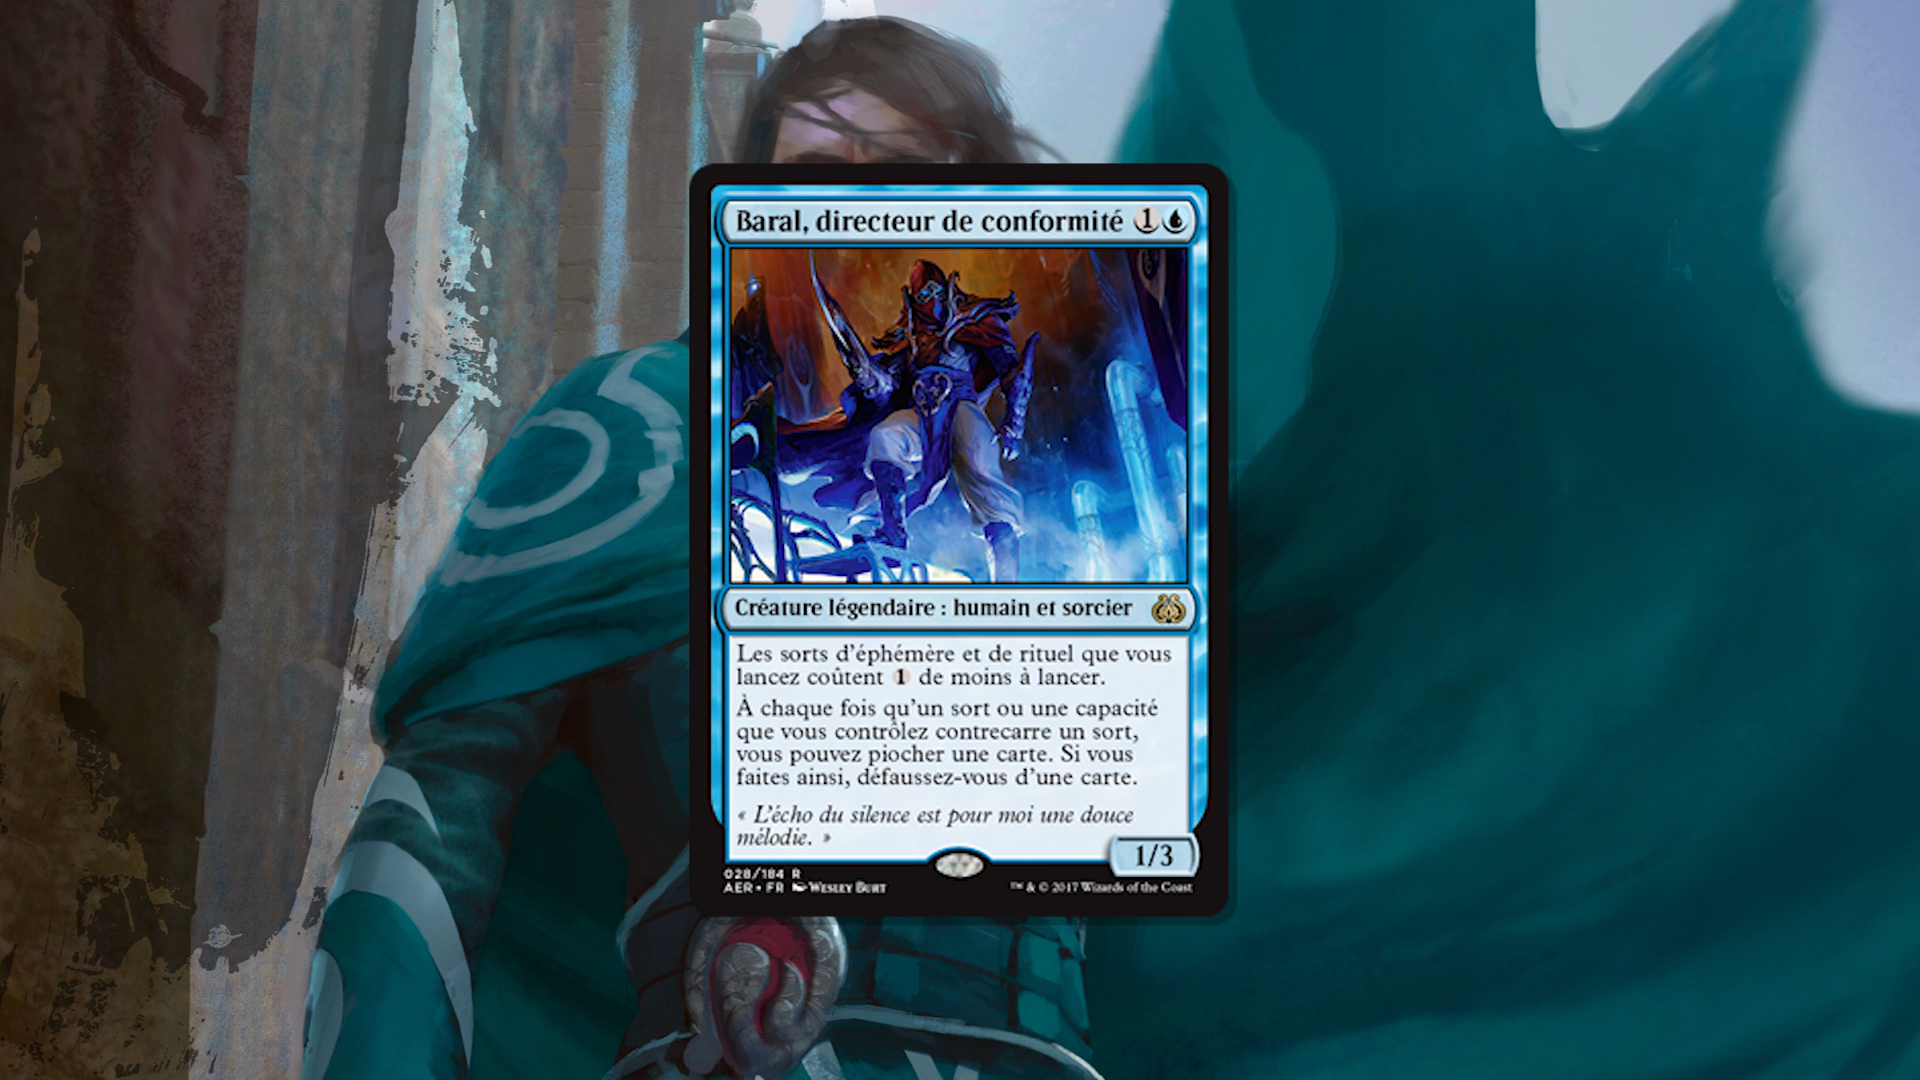 Baral, directeur de conformité 1
Créature légendaire : humain et sorcier
Les sorts d'éphémère et de rituel que vous
lancez coûtent 1 de moins à lancer.
À chaque fois qu'un sort ou une capacité
que vous contrôlez contrecarre un sort,
vous pouvez piocher une carte. Si vous
faites ainsi, défaussez-vous d'une carte.
« L'écho du silence est pour moi une douce
mélodie. »
1/3
028/184 R
AER • FR Wesley Burt
™ & © 2017 Wizards of the Coast